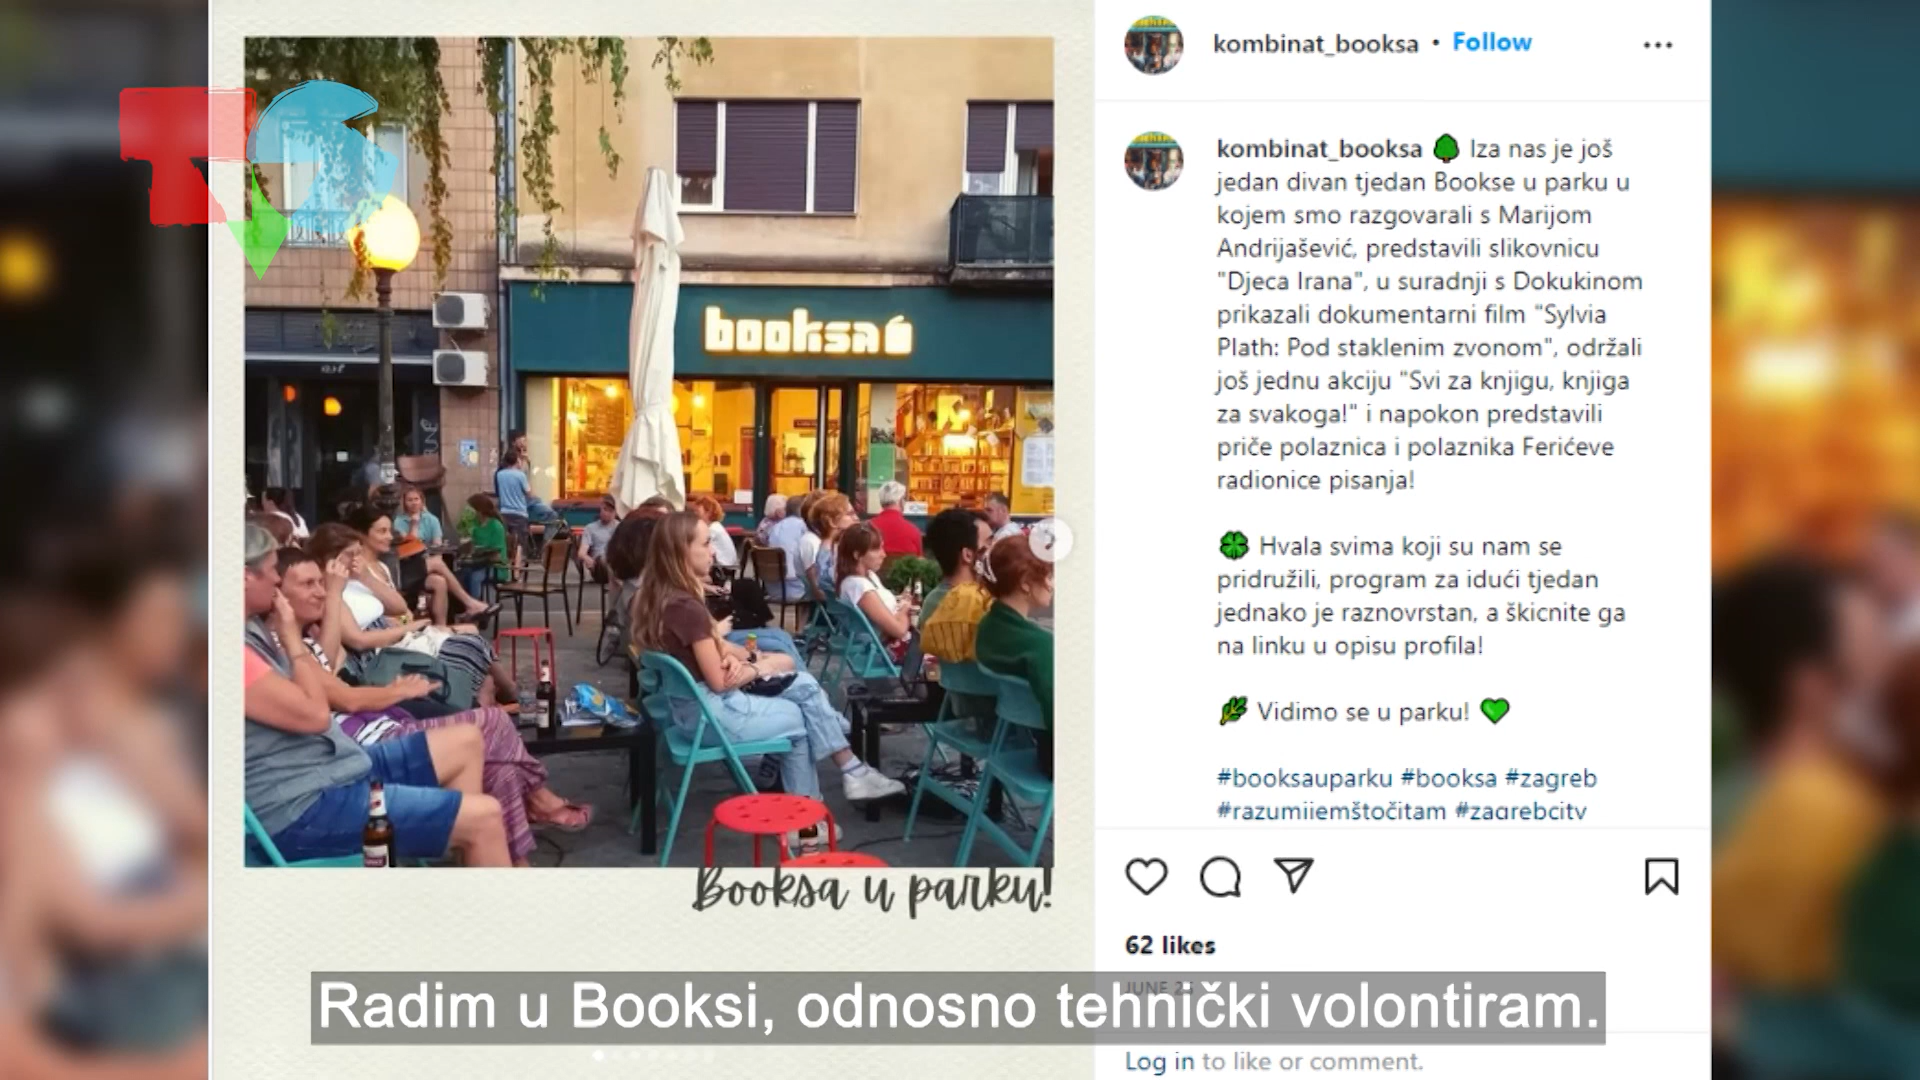 kombinat_booksa • Follow
booksa
kombinat_booksa Iza nas je još
jedan divan tjedan Bookse u parku u
kojem smo razgovarali s Marijom
Andrijašević, predstavili slikovnicu
"Djeca Irana", u suradnji s Dokukinom
prikazali dokumentarni film "Sylvia
Plath: Pod staklenim zvonom", održali
još jednu akciju "Svi za knjigu, knjiga
za svakoga!" i napokon predstavili
priče polaznica i polaznika Ferićeve
radionice pisanja!
Hvala svima koji su nam se
pridružili, program za idući tjedan
jednako je raznovrstan, a škicnite ga
na linku u opisu profila!
Vidimo se u parku!
#booksauparku #booksa #zagreb
#razumijemštočitam #zagrebcity
Booksa u parku!
62 likes
JUNE
Radim u Booksi, odnosno tehnički volontiram.
Log in to like or comment.